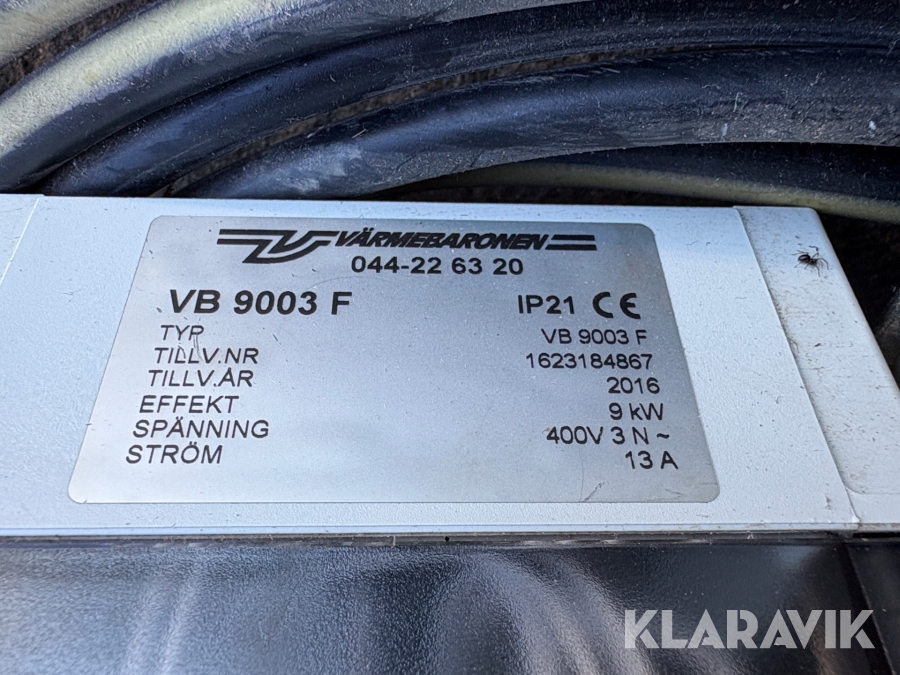 VÄRMEBARONEN
044-22 63 20
VB 9003 F IP21 CE
TYP VB 9003 F
TILLV.NR 1623184867
TILLV.ÅR 2016
EFFEKT 9 kW
SPÄNNING 400V 3 N ~
STRÖM 13 A
KLARAVIK